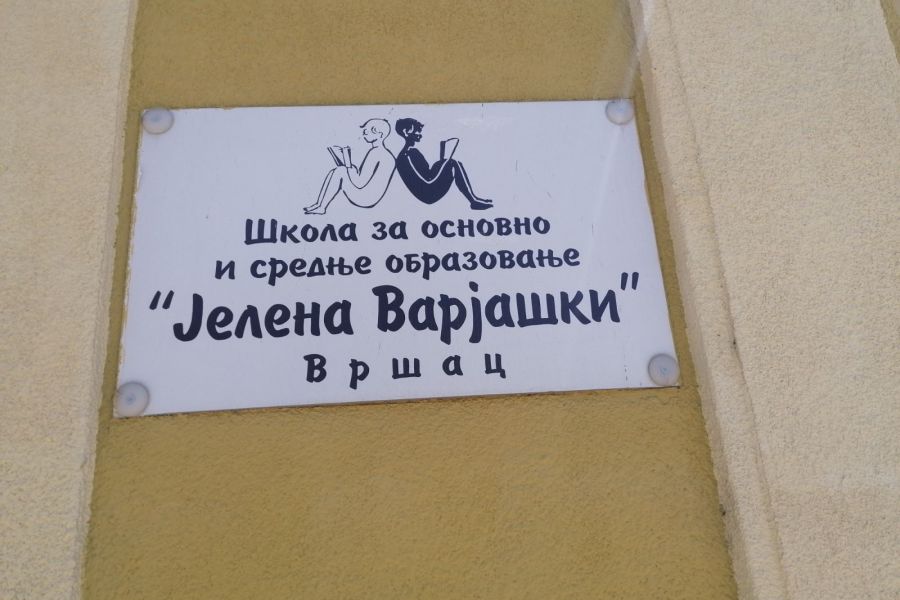 Школа за основно
и средње образовање
“Јелена Варјашки”
Вршац